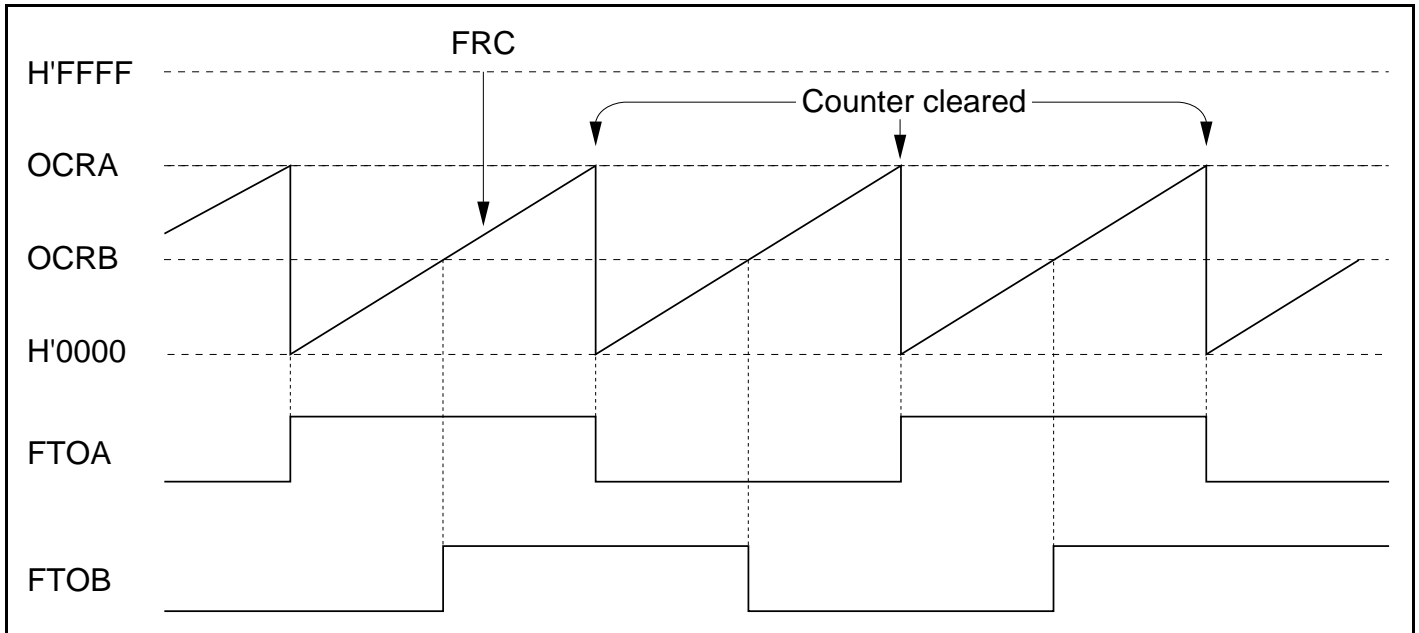 FRC
H'FFFF
Counter cleared
OCRA
OCRB
H'0000
FTOA
FTOB